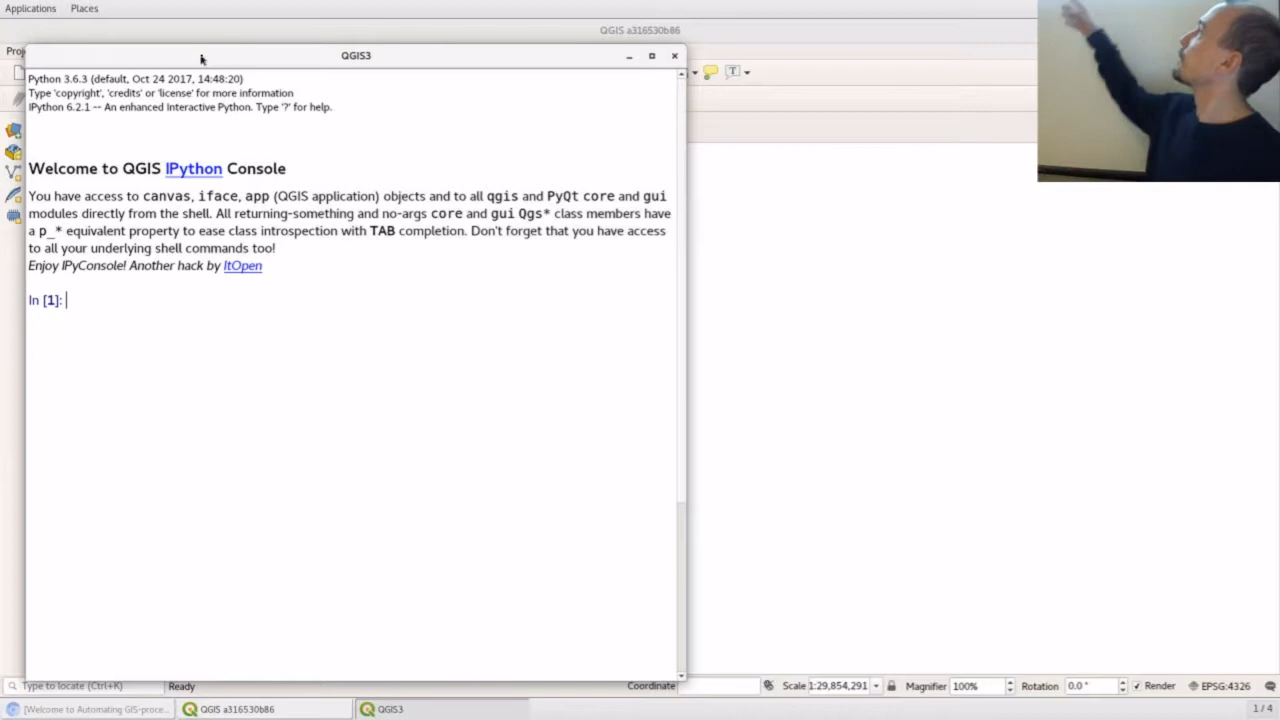 Applications Places
QGIS a316530b86
QGIS3
Python 3.6.3 (default, Oct 24 2017, 14:48:20)
Type 'copyright', 'credits' or 'license' for more information
IPython 6.2.1 -- An enhanced Interactive Python. Type '?' for help.
Welcome to QGIS IPython Console
You have access to canvas, iface, app (QGIS application) objects and to all qgis and PyQt core and gui
modules directly from the shell. All returning-something and no-args core and gui Qgs* class members have
a p_* equivalent property to ease class introspection with TAB completion. Don't forget that you have access
to all your underlying shell commands too!
Enjoy IPyConsole! Another hack by ItOpen
In [1]:
Type to locate (Ctrl+K) Ready Coordinate Scale 1:29,854,291 Magnifier 100% Rotation 0.0 ° Render EPSG:4326
[Welcome to Automating GIS-proce... QGIS a316530b86 QGIS3 1 / 4